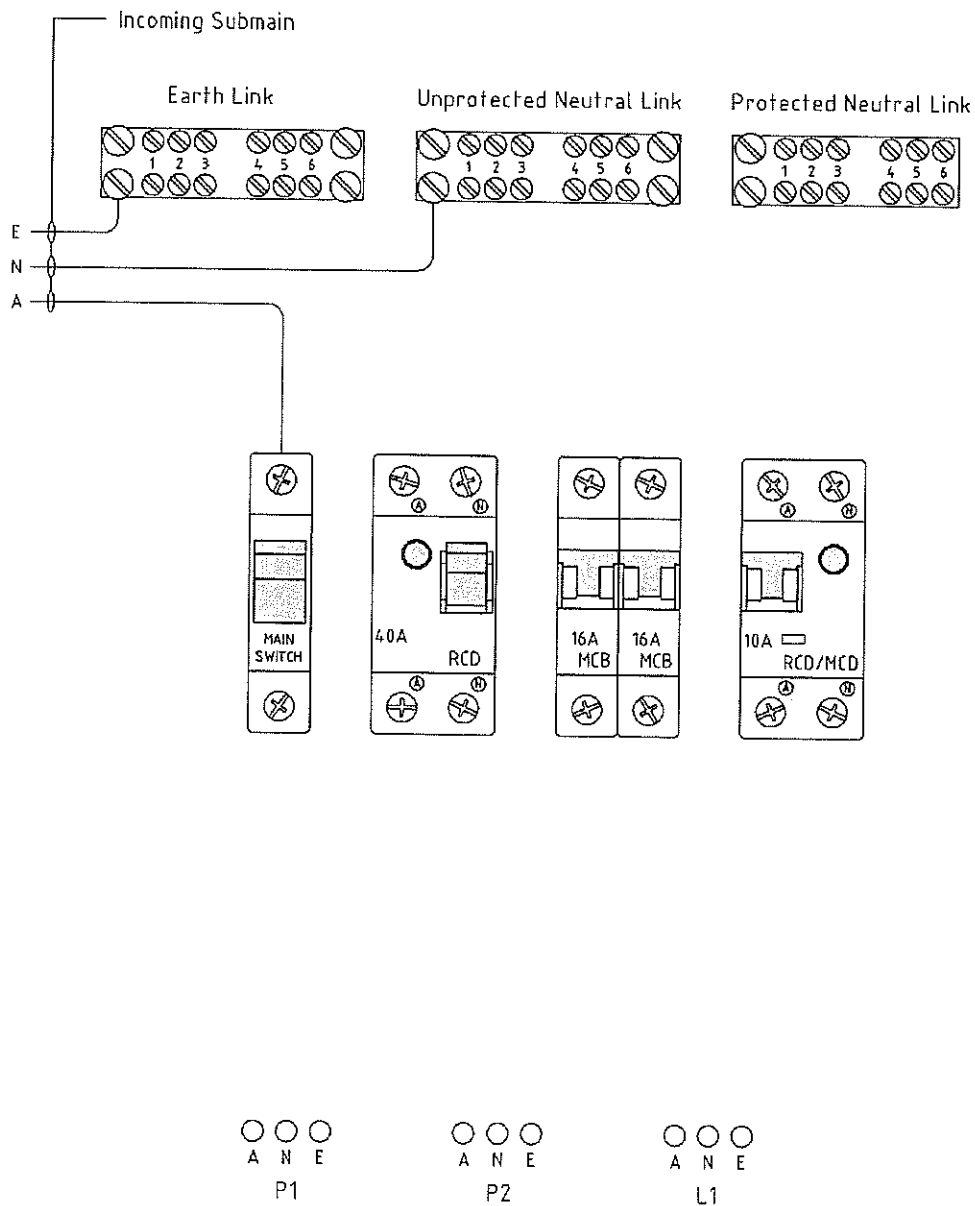 Incoming Submain
Earth Link
Unprotected Neutral Link
Protected Neutral Link
1 2 3 4 5 6
1 2 3 4 5 6
1 2 3 4 5 6
E
N
A
A N
A N
40A
RCD
A N
MAIN
SWITCH
16A
MCB
16A
MCB
10A
RCD/MCD
A N
A N E
P1
A N E
P2
A N E
L1